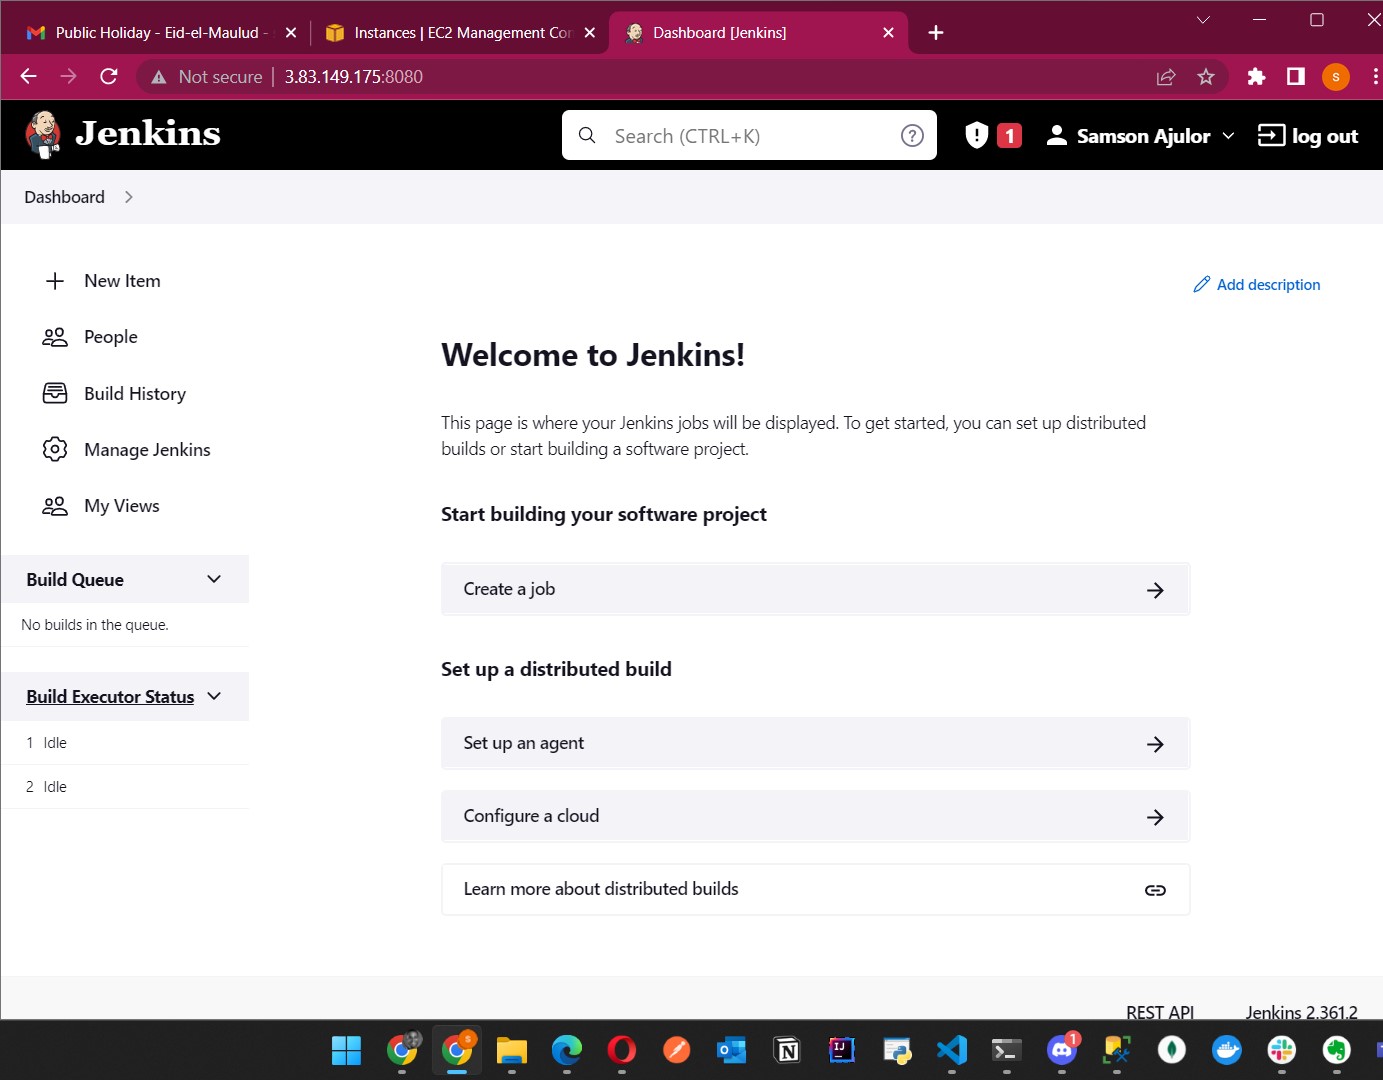 Public Holiday - Eid-el-Maulud -
Instances | EC2 Management Con
Dashboard [Jenkins]
Not secure
3.83.149.175:8080
s
Jenkins
Search (CTRL+K)
1
Samson Ajulor
log out
Dashboard
New Item
People
Build History
Manage Jenkins
My Views
Build Queue
No builds in the queue.
Build Executor Status
1 Idle
2 Idle
Add description
Welcome to Jenkins!
This page is where your Jenkins jobs will be displayed. To get started, you can set up distributed
builds or start building a software project.
Start building your software project
Create a job
Set up a distributed build
Set up an agent
Configure a cloud
Learn more about distributed builds
REST API
Jenkins 2.361.2
s
IJ
1